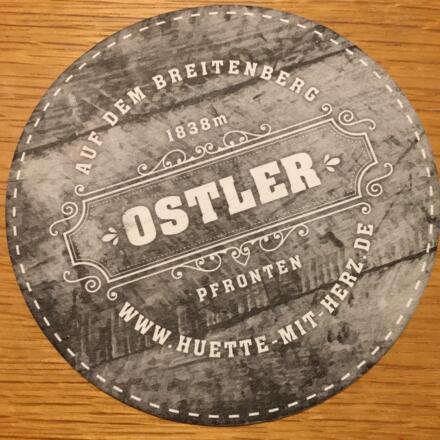 AUF DEM BREITENBERG
1838m
OSTLER
PFRONTEN
WWW.HUETTE-MIT-HERZ.DE